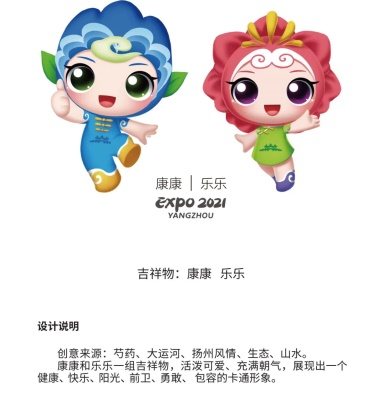 康康 | 乐乐
EXPO 2021
YANGZHOU
吉祥物：康康 乐乐
设计说明
创意来源：芍药、大运河、扬州风情、生态、山水。
康康和乐乐一组吉祥物，活泼可爱、充满朝气，展现出一个
健康、快乐、阳光、前卫、勇敢、包容的卡通形象。